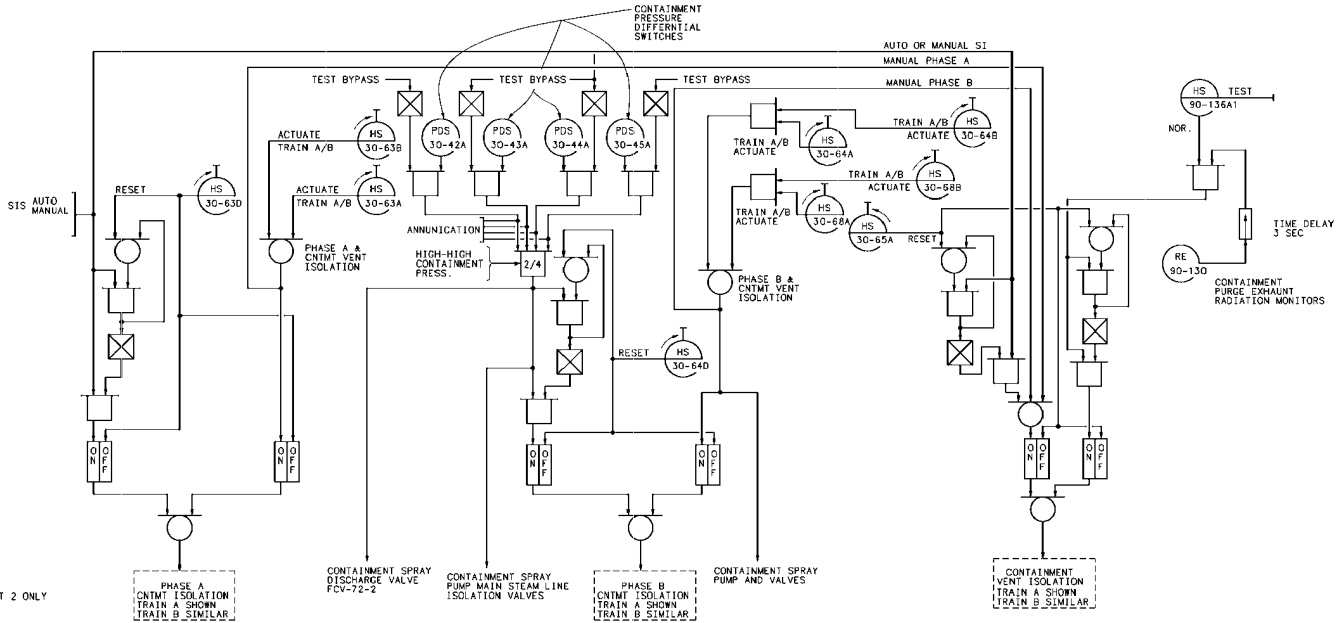 CONTAINMENT
PRESSURE
DIFFERNTIAL
SWITCHES
AUTO OR MANUAL SI
MANUAL PHASE A
MANUAL PHASE B
TEST BYPASS
TEST BYPASS
TEST BYPASS
HS
90-136A1
TEST
NOR.
ACTUATE
TRAIN A/B
HS
30-63B
PDS
30-42A
PDS
30-43A
PDS
30-44A
PDS
30-45A
TRAIN A/B
ACTUATE
HS
30-64A
TRAIN A/B
ACTUATE
HS
30-64B
RESET
HS
30-63D
ACTUATE
TRAIN A/B
HS
30-63A
TRAIN A/B
ACTUATE
HS
30-68A
TRAIN A/B
ACTUATE
HS
30-68B
SIS AUTO
MANUAL
HS
30-65A
RESET
ANNUNICATION
TIME DELAY
3 SEC
PHASE A &
CNTMT VENT
ISOLATION
HIGH-HIGH
CONTAINMENT
PRESS.
2/4
PHASE B &
CNTMT VENT
ISOLATION
RE
90-130
CONTAINMENT
PURGE EXHAUST
RADIATION MONITORS
RESET
HS
30-64D
ON
OFF
ON
OFF
ON
OFF
ON
OFF
ON
OFF
ON
OFF
CONTAINMENT SPRAY
DISCHARGE VALVE
FCV-72-2
CONTAINMENT SPRAY
PUMP MAIN STEAM LINE
ISOLATION VALVES
CONTAINMENT SPRAY
PUMP AND VALVES
T 2 ONLY
PHASE A
CNTMT ISOLATION
TRAIN A SHOWN
TRAIN B SIMILAR
PHASE B
CNTMT ISOLATION
TRAIN A SHOWN
TRAIN B SIMILAR
CONTAINMENT
VENT ISOLATION
TRAIN A SHOWN
TRAIN B SIMILAR